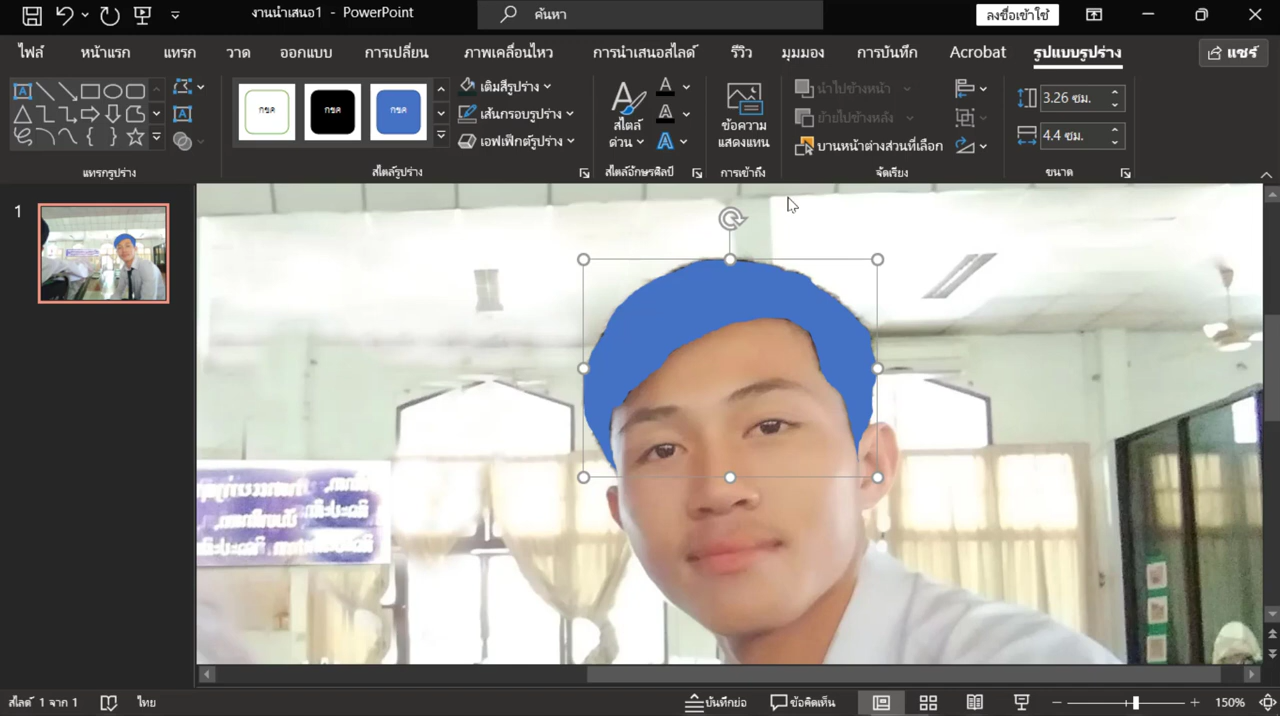 งานนำเสนอ1 - PowerPoint
ค้นหา
ลงชื่อเข้าใช้
ไฟล์
หน้าแรก
แทรก
วาด
ออกแบบ
การเปลี่ยน
ภาพเคลื่อนไหว
การนำเสนอสไลด์
รีวิว
มุมมอง
การบันทึก
Acrobat
รูปแบบรูปร่าง
แชร์
กขค
กขค
กขค
เติมสีรูปร่าง
เส้นกรอบรูปร่าง
เอฟเฟ็กต์รูปร่าง
สไตล์
ด่วน
ข้อความ
แสดงแทน
นำไปข้างหน้า
ย้ายไปข้างหลัง
บานหน้าต่างส่วนที่เลือก
3.26 ซม.
4.4 ซม.
แทรกรูปร่าง
สไตล์รูปร่าง
สไตล์อักษรศิลป์
การเข้าถึง
จัดเรียง
ขนาด
1
สไลด์ 1 จาก 1
ไทย
บันทึกย่อ
ข้อคิดเห็น
150%